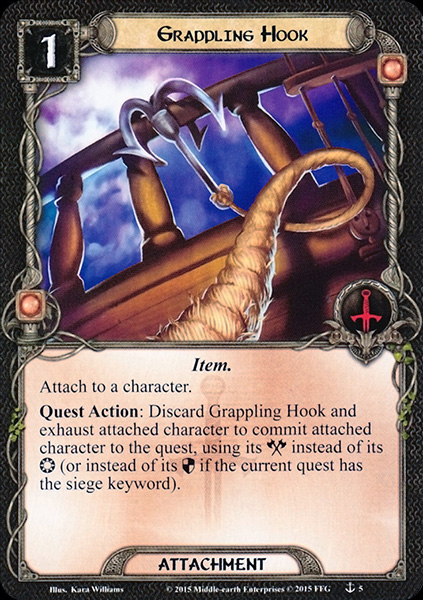 1
GRAPPLING HOOK
Item.
Attach to a character.
Quest Action: Discard Grappling Hook and
exhaust attached character to commit attached
character to the quest, using its instead of its
(or instead of its if the current quest has
the siege keyword).
ATTACHMENT
Illus. Kara Williams © 2015 Middle-earth Enterprises © 2015 FFG 5